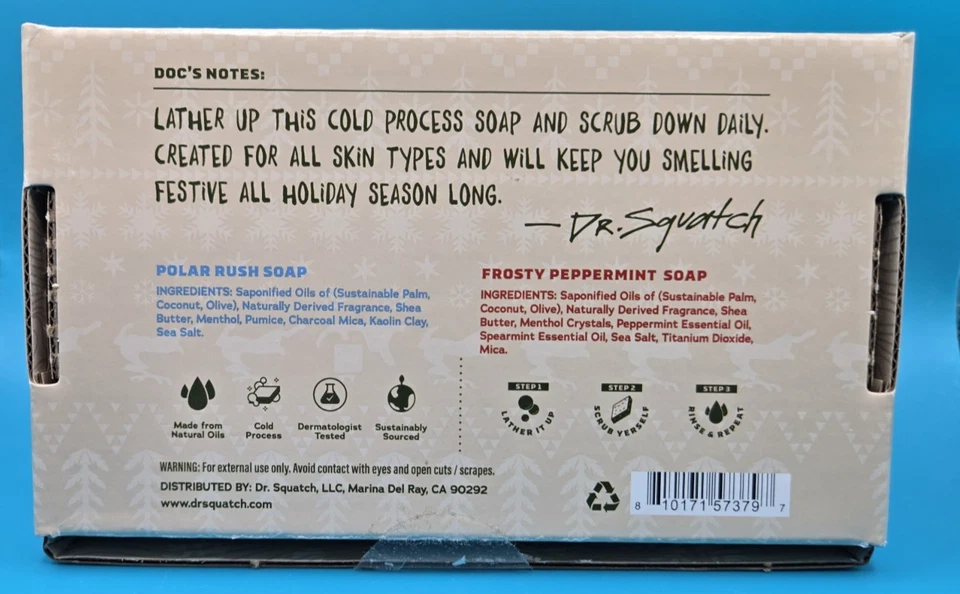 DOC'S NOTES:
LATHER UP THIS COLD PROCESS SOAP AND SCRUB DOWN DAILY.
CREATED FOR ALL SKIN TYPES AND WILL KEEP YOU SMELLING
FESTIVE ALL HOLIDAY SEASON LONG.
— DR. Squatch
POLAR RUSH SOAP
INGREDIENTS: Saponified Oils of (Sustainable Palm,
Coconut, Olive), Naturally Derived Fragrance, Shea
Butter, Menthol, Pumice, Charcoal Mica, Kaolin Clay,
Sea Salt.
FROSTY PEPPERMINT SOAP
INGREDIENTS: Saponified Oils of (Sustainable Palm,
Coconut, Olive), Naturally Derived Fragrance, Shea
Butter, Menthol Crystals, Peppermint Essential Oil,
Spearmint Essential Oil, Sea Salt, Titanium Dioxide,
Mica.
Made from
Natural Oils
Cold
Process
Dermatologist
Tested
Sustainably
Sourced
STEP 1
LATHER IT UP
STEP 2
SCRUB YERSELF
STEP 3
RINSE & REPEAT
WARNING: For external use only. Avoid contact with eyes and open cuts / scrapes.
DISTRIBUTED BY: Dr. Squatch, LLC, Marina Del Ray, CA 90292
www.drsquatch.com
8 10171 57379 7